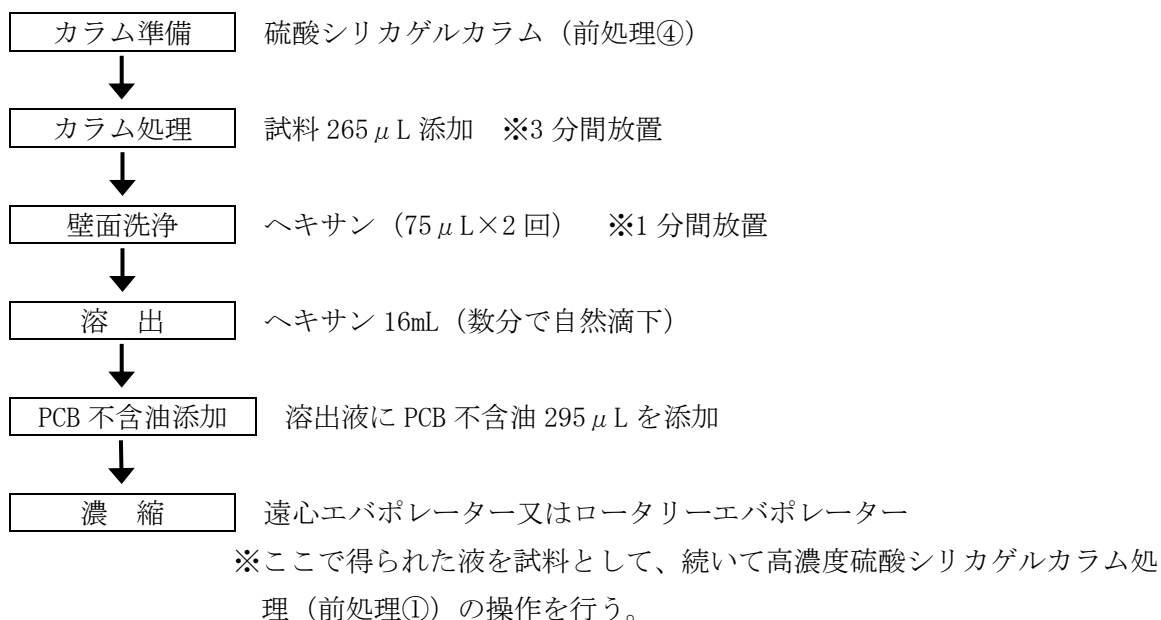 カラム準備 硫酸シリカゲルカラム（前処理④）
カラム処理 試料 265μL 添加 ※3 分間放置
壁面洗浄 ヘキサン（75μL×2 回） ※1 分間放置
溶 出 ヘキサン 16mL（数分で自然滴下）
PCB 不含油添加 溶出液に PCB 不含油 295μL を添加
濃 縮 遠心エバポレーター又はロータリーエバポレーター
※ここで得られた液を試料として、続いて高濃度硫酸シリカゲルカラム処
理（前処理①）の操作を行う。